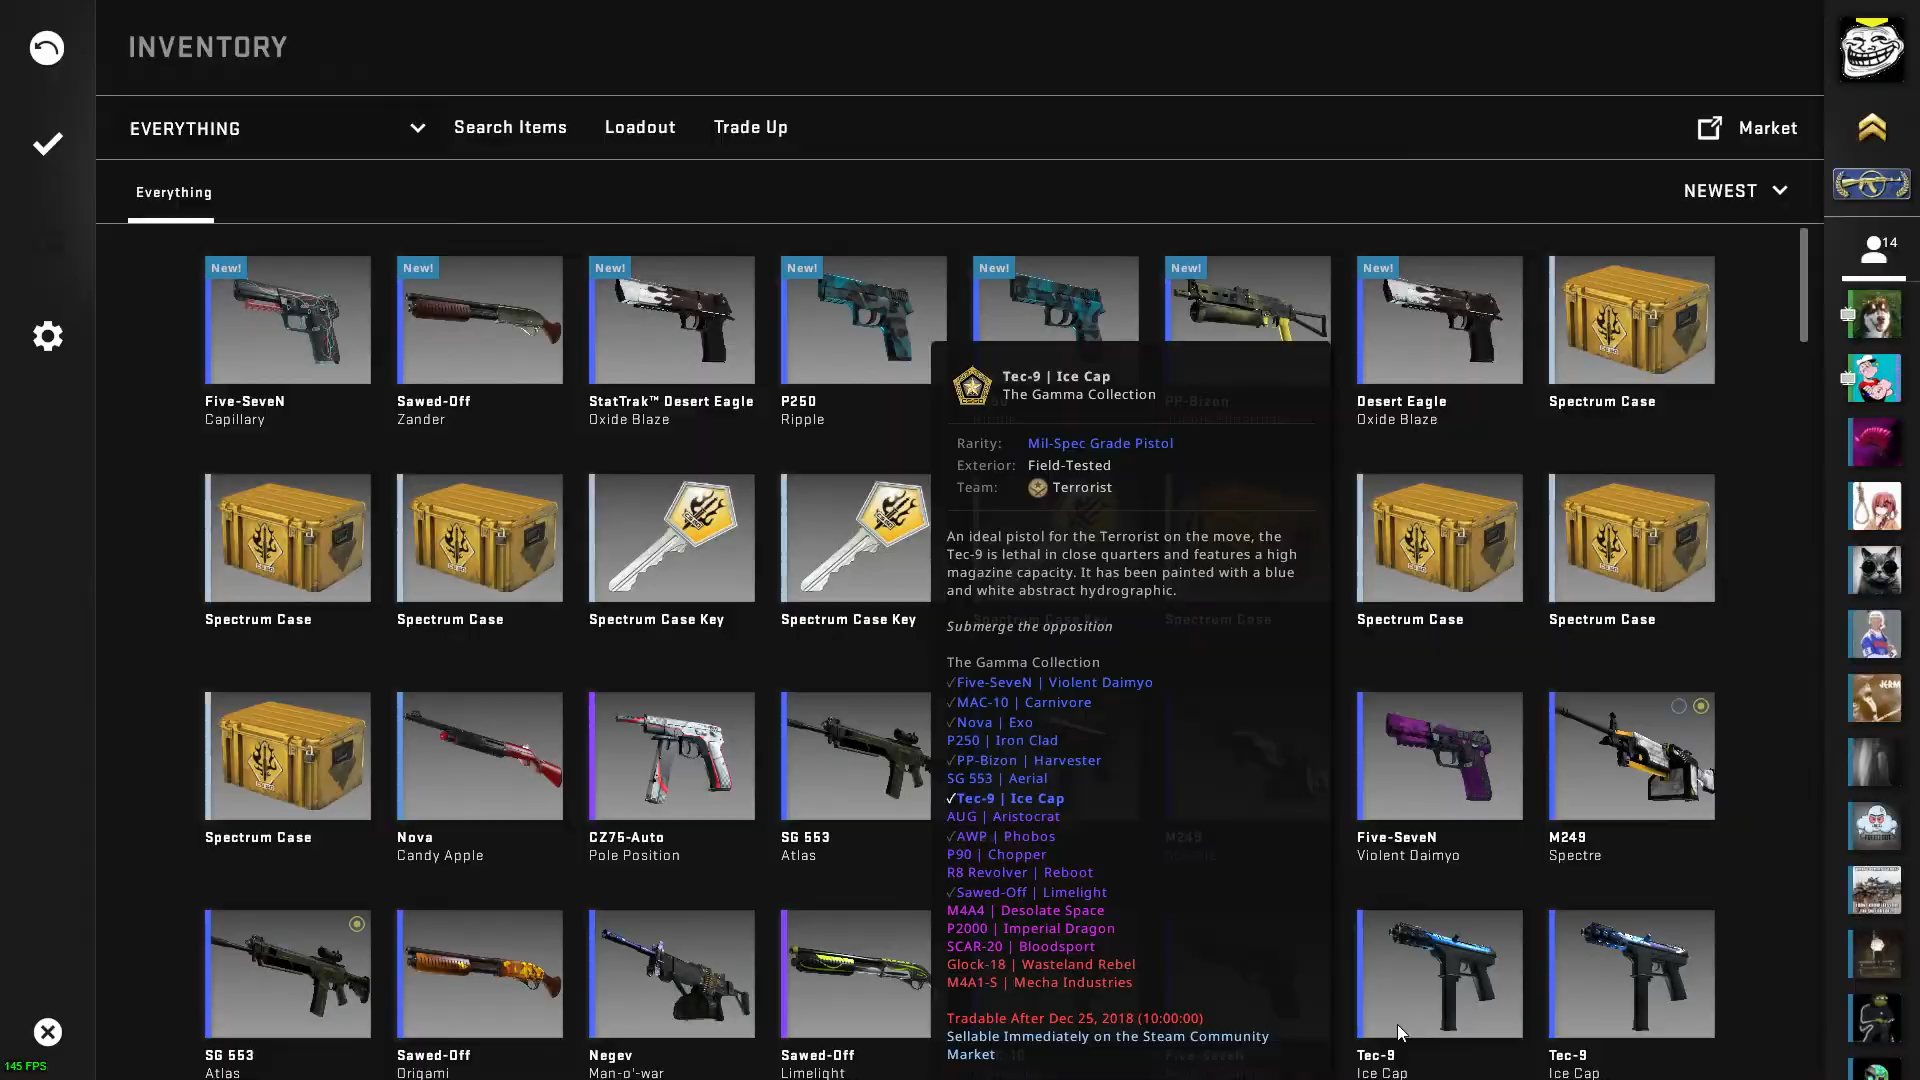 INVENTORY
EVERYTHING
Search Items
Loadout
Trade Up
Market
Everything
NEWEST
14
New!
New!
New!
New!
New!
New!
New!
Five-SeveN
Capillary
Sawed-Off
Zander
StatTrak™ Desert Eagle
Oxide Blaze
P250
Ripple
PP-Bizon
Desert Eagle
Oxide Blaze
Spectrum Case
Tec-9 | Ice Cap
The Gamma Collection
Rarity: Mil-Spec Grade Pistol
Exterior: Field-Tested
Team: Terrorist
An ideal pistol for the Terrorist on the move, the
Tec-9 is lethal in close quarters and features a high
magazine capacity. It has been painted with a blue
and white abstract hydrographic.
Submerge the opposition
The Gamma Collection
✓Five-SeveN | Violent Daimyo
✓MAC-10 | Carnivore
✓Nova | Exo
P250 | Iron Clad
✓PP-Bizon | Harvester
SG 553 | Aerial
✓Tec-9 | Ice Cap
AUG | Aristocrat
✓AWP | Phobos
P90 | Chopper
R8 Revolver | Reboot
✓Sawed-Off | Limelight
M4A4 | Desolate Space
P2000 | Imperial Dragon
SCAR-20 | Bloodsport
Glock-18 | Wasteland Rebel
M4A1-S | Mecha Industries
Tradable After Dec 25, 2018 (10:00:00)
Sellable Immediately on the Steam Community
Market
Spectrum Case
Spectrum Case
Spectrum Case Key
Spectrum Case Key
Spectrum Case Key
Spectrum Case
Spectrum Case
Spectrum Case
Spectrum Case
Nova
Candy Apple
CZ75-Auto
Pole Position
SG 553
Atlas
M249
Five-SeveN
Violent Daimyo
M249
Spectre
SG 553
Atlas
Sawed-Off
Origami
Negev
Man-o'-war
Sawed-Off
Limelight
Five-SeveN
Tec-9
Ice Cap
Tec-9
Ice Cap
JERM
145 FPS